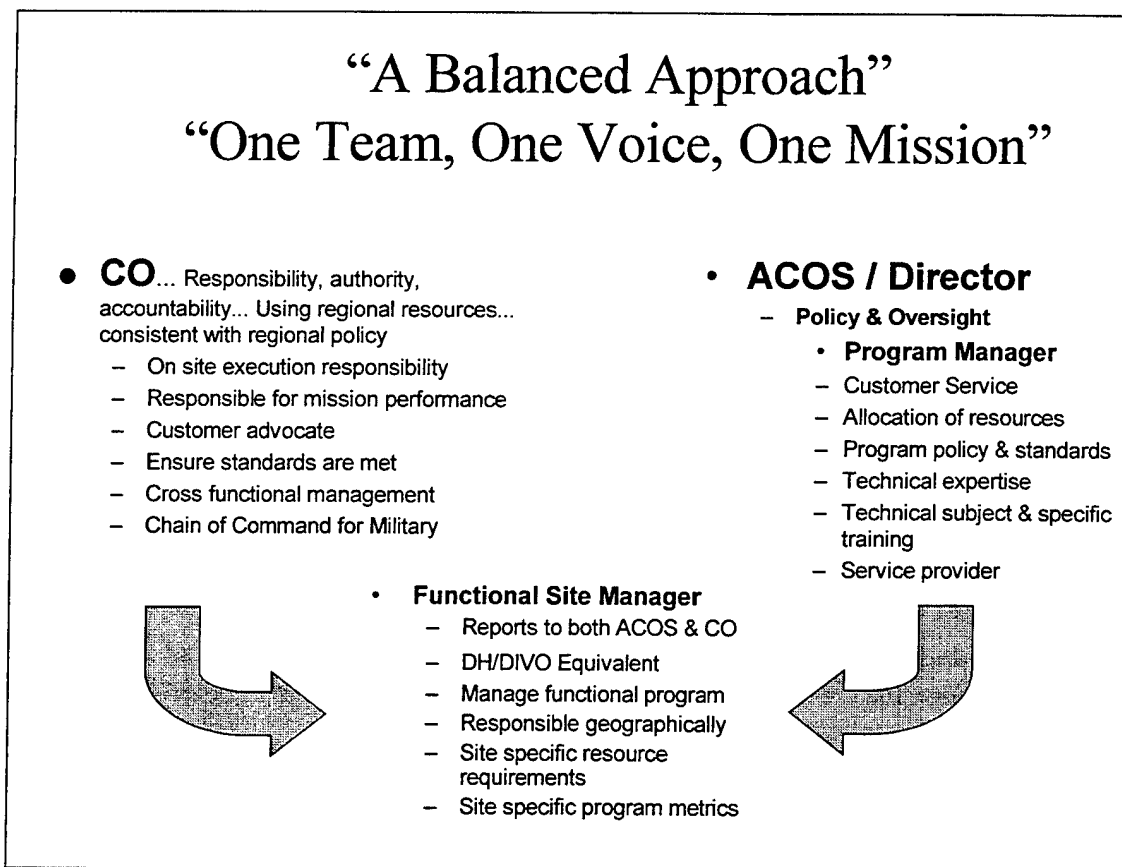 “A Balanced Approach”
“One Team, One Voice, One Mission”
● CO... Responsibility, authority,
accountability... Using regional resources...
consistent with regional policy
– On site execution responsibility
– Responsible for mission performance
– Customer advocate
– Ensure standards are met
– Cross functional management
– Chain of Command for Military
• ACOS / Director
– Policy & Oversight
• Program Manager
– Customer Service
– Allocation of resources
– Program policy & standards
– Technical expertise
– Technical subject & specific
training
– Service provider
• Functional Site Manager
– Reports to both ACOS & CO
– DH/DIVO Equivalent
– Manage functional program
– Responsible geographically
– Site specific resource
requirements
– Site specific program metrics